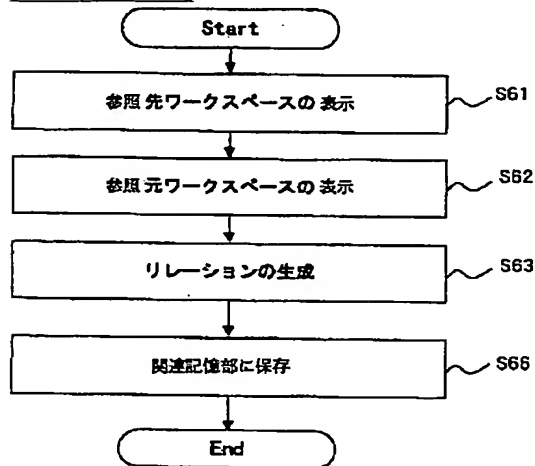 Start
参照先ワークスペースの表示
S61
参照元ワークスペースの表示
S62
リレーションの生成
S63
関連記憶部に保存
S66
End